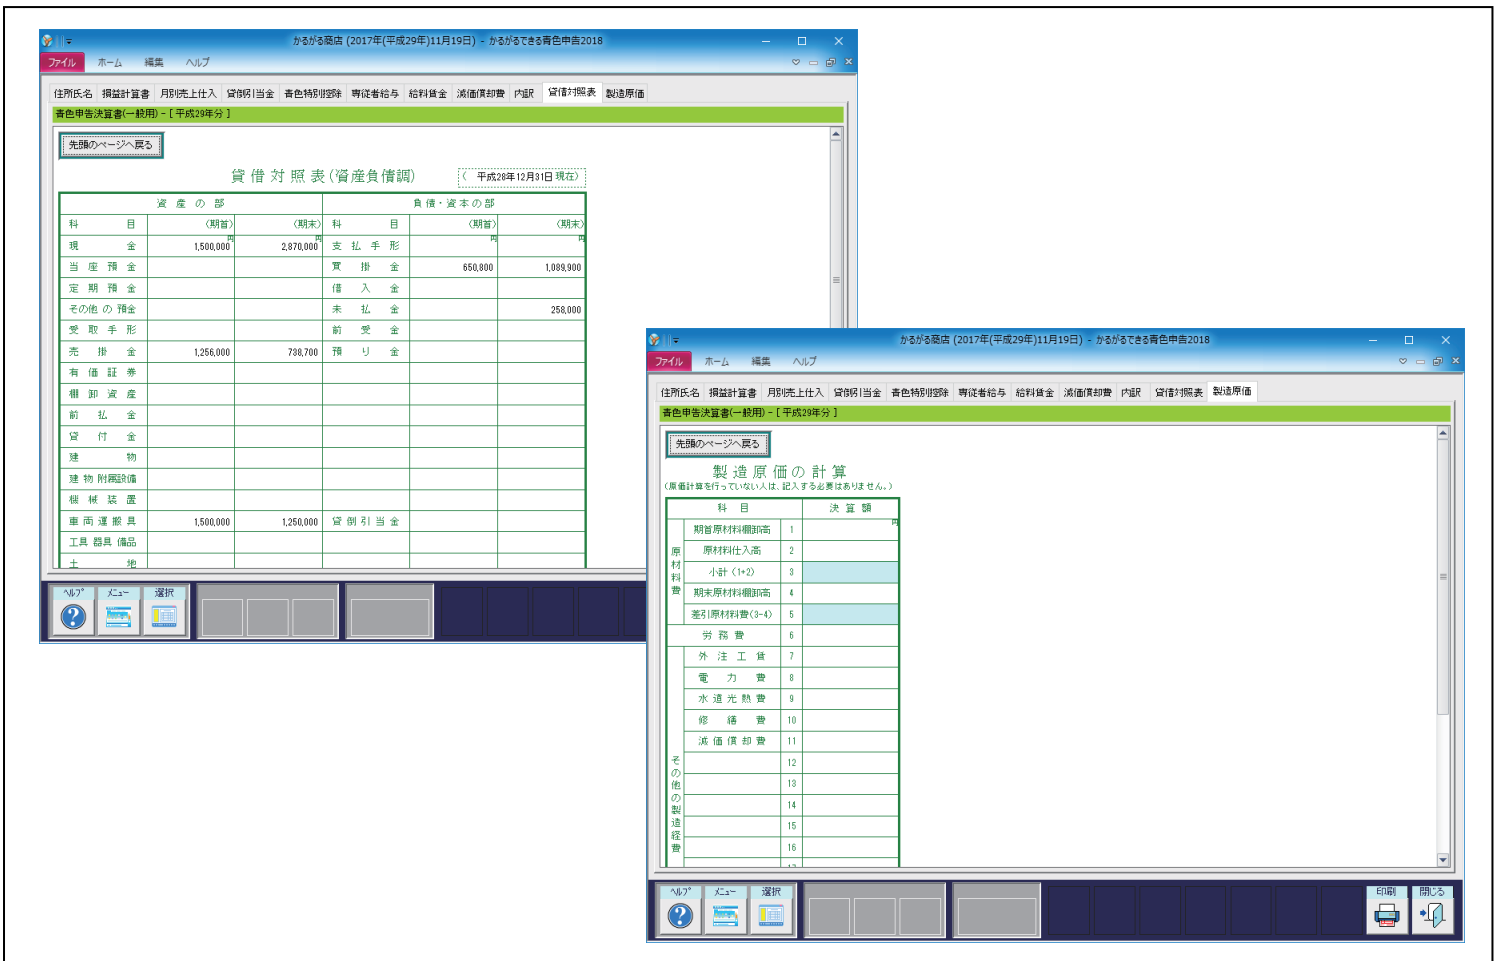 かるがる商店 (2017年(平成29年)11月19日) - かるがるできる青色申告2018
ファイル ホーム 編集 ヘルプ
住所氏名 損益計算書 月別売上仕入 貸倒引当金 青色特別控除 専従者給与 給料賃金 減価償却費 内訳 貸借対照表 製造原価
青色申告決算書(一般用) - [ 平成29年分 ]
先頭のページへ戻る
貸借対照表(資産負債調)
( 平成28年12月31日 現在)
資産の部 負債・資本の部
科目 (期首) (期末) 科目 (期首) (期末)
現金 1,500,000円 2,870,000円 支払手形 円 円
当座預金 買掛金 650,800 1,089,900
定期預金 借入金
その他の預金 未払金 258,000
受取手形 前受金
売掛金 1,256,000 738,700 預り金
有価証券
棚卸資産
前払金
貸付金
建物
建物附属設備
機械装置
車両運搬具 1,500,000 1,250,000 貸倒引当金
工具器具備品
土地
ヘルプ メニュー 選択
かるがる商店 (2017年(平成29年)11月19日) - かるがるできる青色申告2018
ファイル ホーム 編集 ヘルプ
住所氏名 損益計算書 月別売上仕入 貸倒引当金 青色特別控除 専従者給与 給料賃金 減価償却費 内訳 貸借対照表 製造原価
青色申告決算書(一般用) - [ 平成29年分 ]
先頭のページへ戻る
製造原価の計算
(原価計算を行っていない人は、記入する必要はありません。)
科目 決算額
原材料費
期首原材料棚卸高 1 円
原材料仕入高 2
小計(1+2) 3
期末原材料棚卸高 4
差引原材料費(3-4) 5
労務費 6
その他の製造経費
外注工賃 7
電力費 8
水道光熱費 9
修繕費 10
減価償却費 11
12
13
14
15
16
ヘルプ メニュー 選択 印刷 閉じる